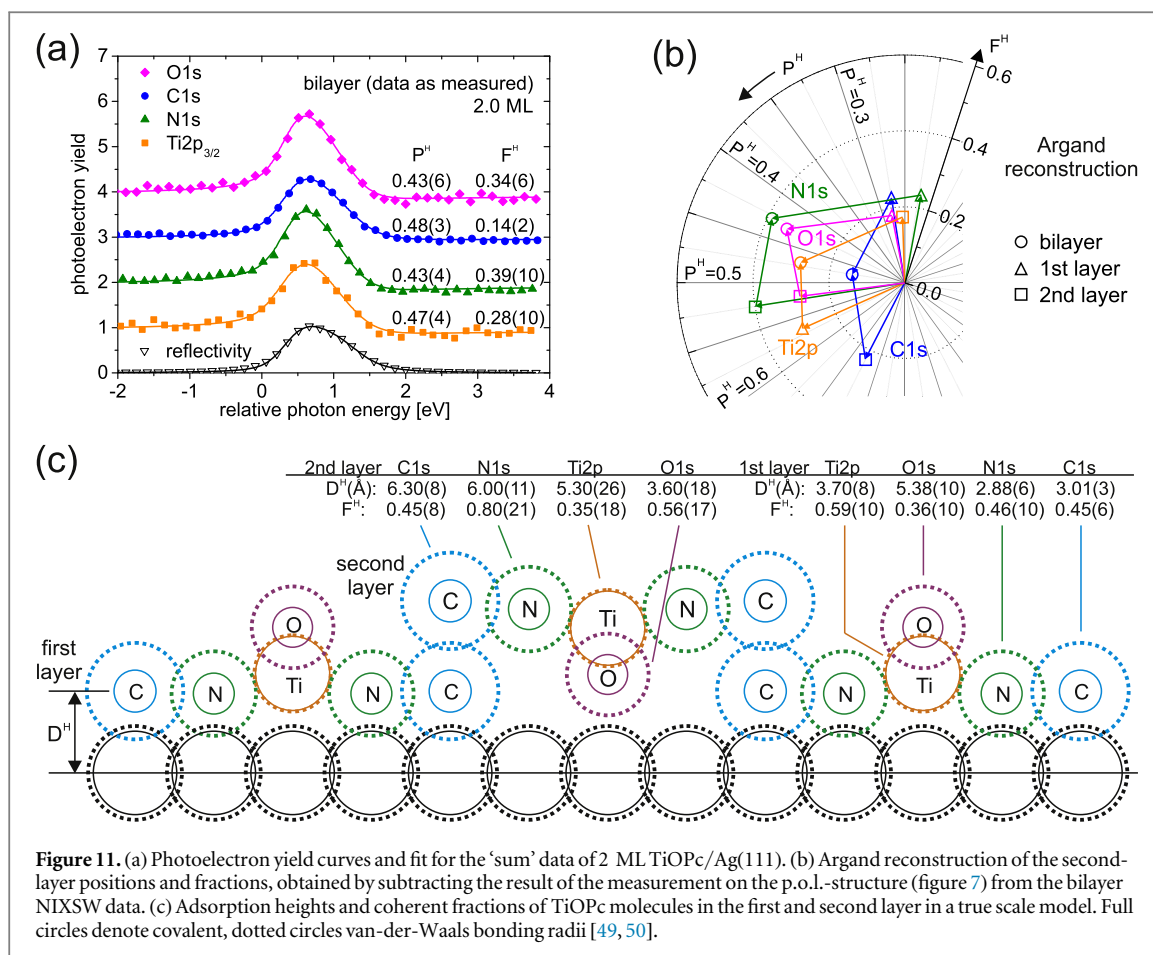 (a)
7
6
5
4
3
2
1
0
photoelectron yield
O1s
C1s
N1s
Ti2p3/2
bilayer (data as measured)
2.0 ML
P^H F^H
0.43(6) 0.34(6)
0.48(3) 0.14(2)
0.43(4) 0.39(10)
0.47(4) 0.28(10)
reflectivity
-2 -1 0 1 2 3 4
relative photon energy [eV]
(b)
P^H
F^H
0.6
0.4
0.2
0.0
P^H=0.3
P^H=0.4
P^H=0.5
P^H=0.6
N1s
O1s
Ti2p
C1s
Argand
reconstruction
bilayer
1st layer
2nd layer
(c)
2nd layer C1s N1s Ti2p O1s 1st layer Ti2p O1s N1s C1s
D^H(Å): 6.30(8) 6.00(11) 5.30(26) 3.60(18) D^H(Å): 3.70(8) 5.38(10) 2.88(6) 3.01(3)
F^H: 0.45(8) 0.80(21) 0.35(18) 0.56(17) F^H: 0.59(10) 0.36(10) 0.46(10) 0.45(6)
second
layer
C N Ti N C
O O O
first
layer
C N Ti N C C N Ti N C
D^H
Figure 11. (a) Photoelectron yield curves and fit for the ‘sum’ data of 2 ML TiOPc/Ag(111). (b) Argand reconstruction of the second-
layer positions and fractions, obtained by subtracting the result of the measurement on the p.o.l.-structure (figure 7) from the bilayer
NIXSW data. (c) Adsorption heights and coherent fractions of TiOPc molecules in the first and second layer in a true scale model. Full
circles denote covalent, dotted circles van-der-Waals bonding radii [49, 50].